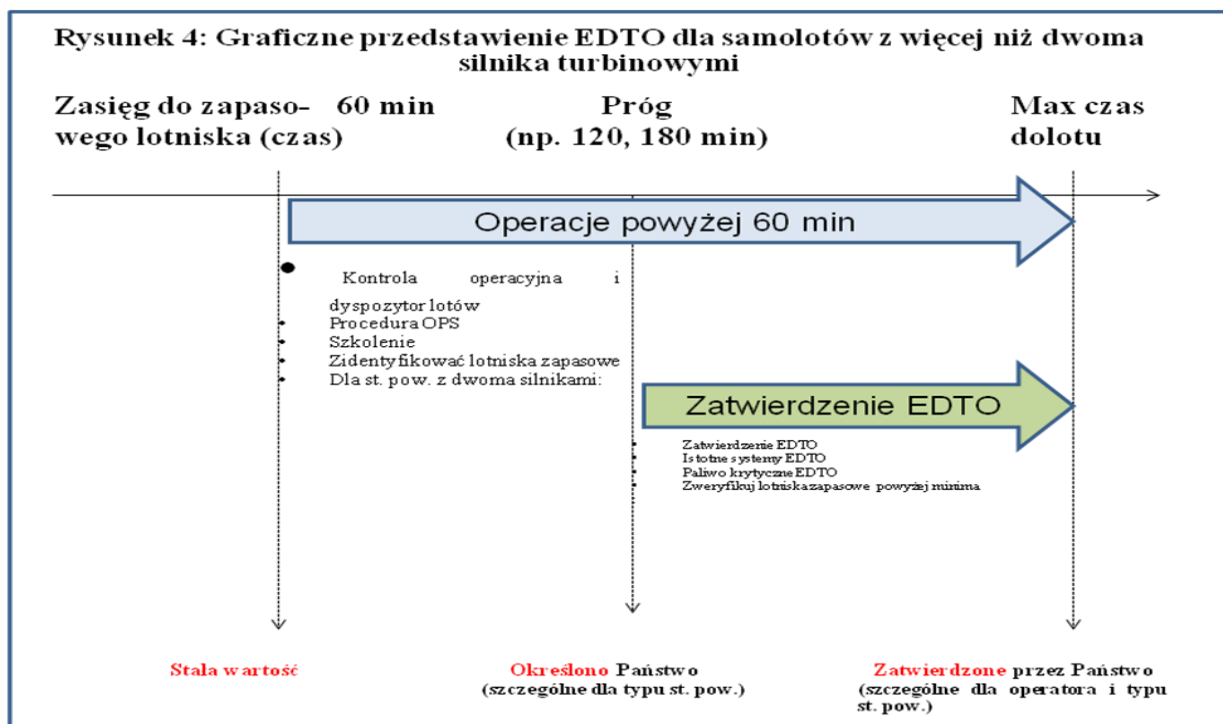 Rysunek 4: Graficzne przedstawienie EDTO dla samolotów z więcej niż dwoma
silnika turbinowymi
Zasięg do zapaso- 60 min
wego lotniska (czas)
Próg
(np. 120, 180 min)
Max czas
dolotu
Operacje powyżej 60 min
Kontrola operacyjna i
dyspozytor lotów
Procedura OPS
Szkolenie
Zidentyfikować lotniska zapasowe
Dla st. pow. z dwoma silnikami:
Zatwierdzenie EDTO
Zatwierdzenie EDTO
Istotne systemy EDTO
Paliwo krytyczne EDTO
Zweryfikuj lotniska zapasowe powyżej minima
Stała wartość
Określono Państwo
(szczególne dla typu st. pow.)
Zatwierdzone przez Państwo
(szczególne dla operatora i typu
st. pow.)